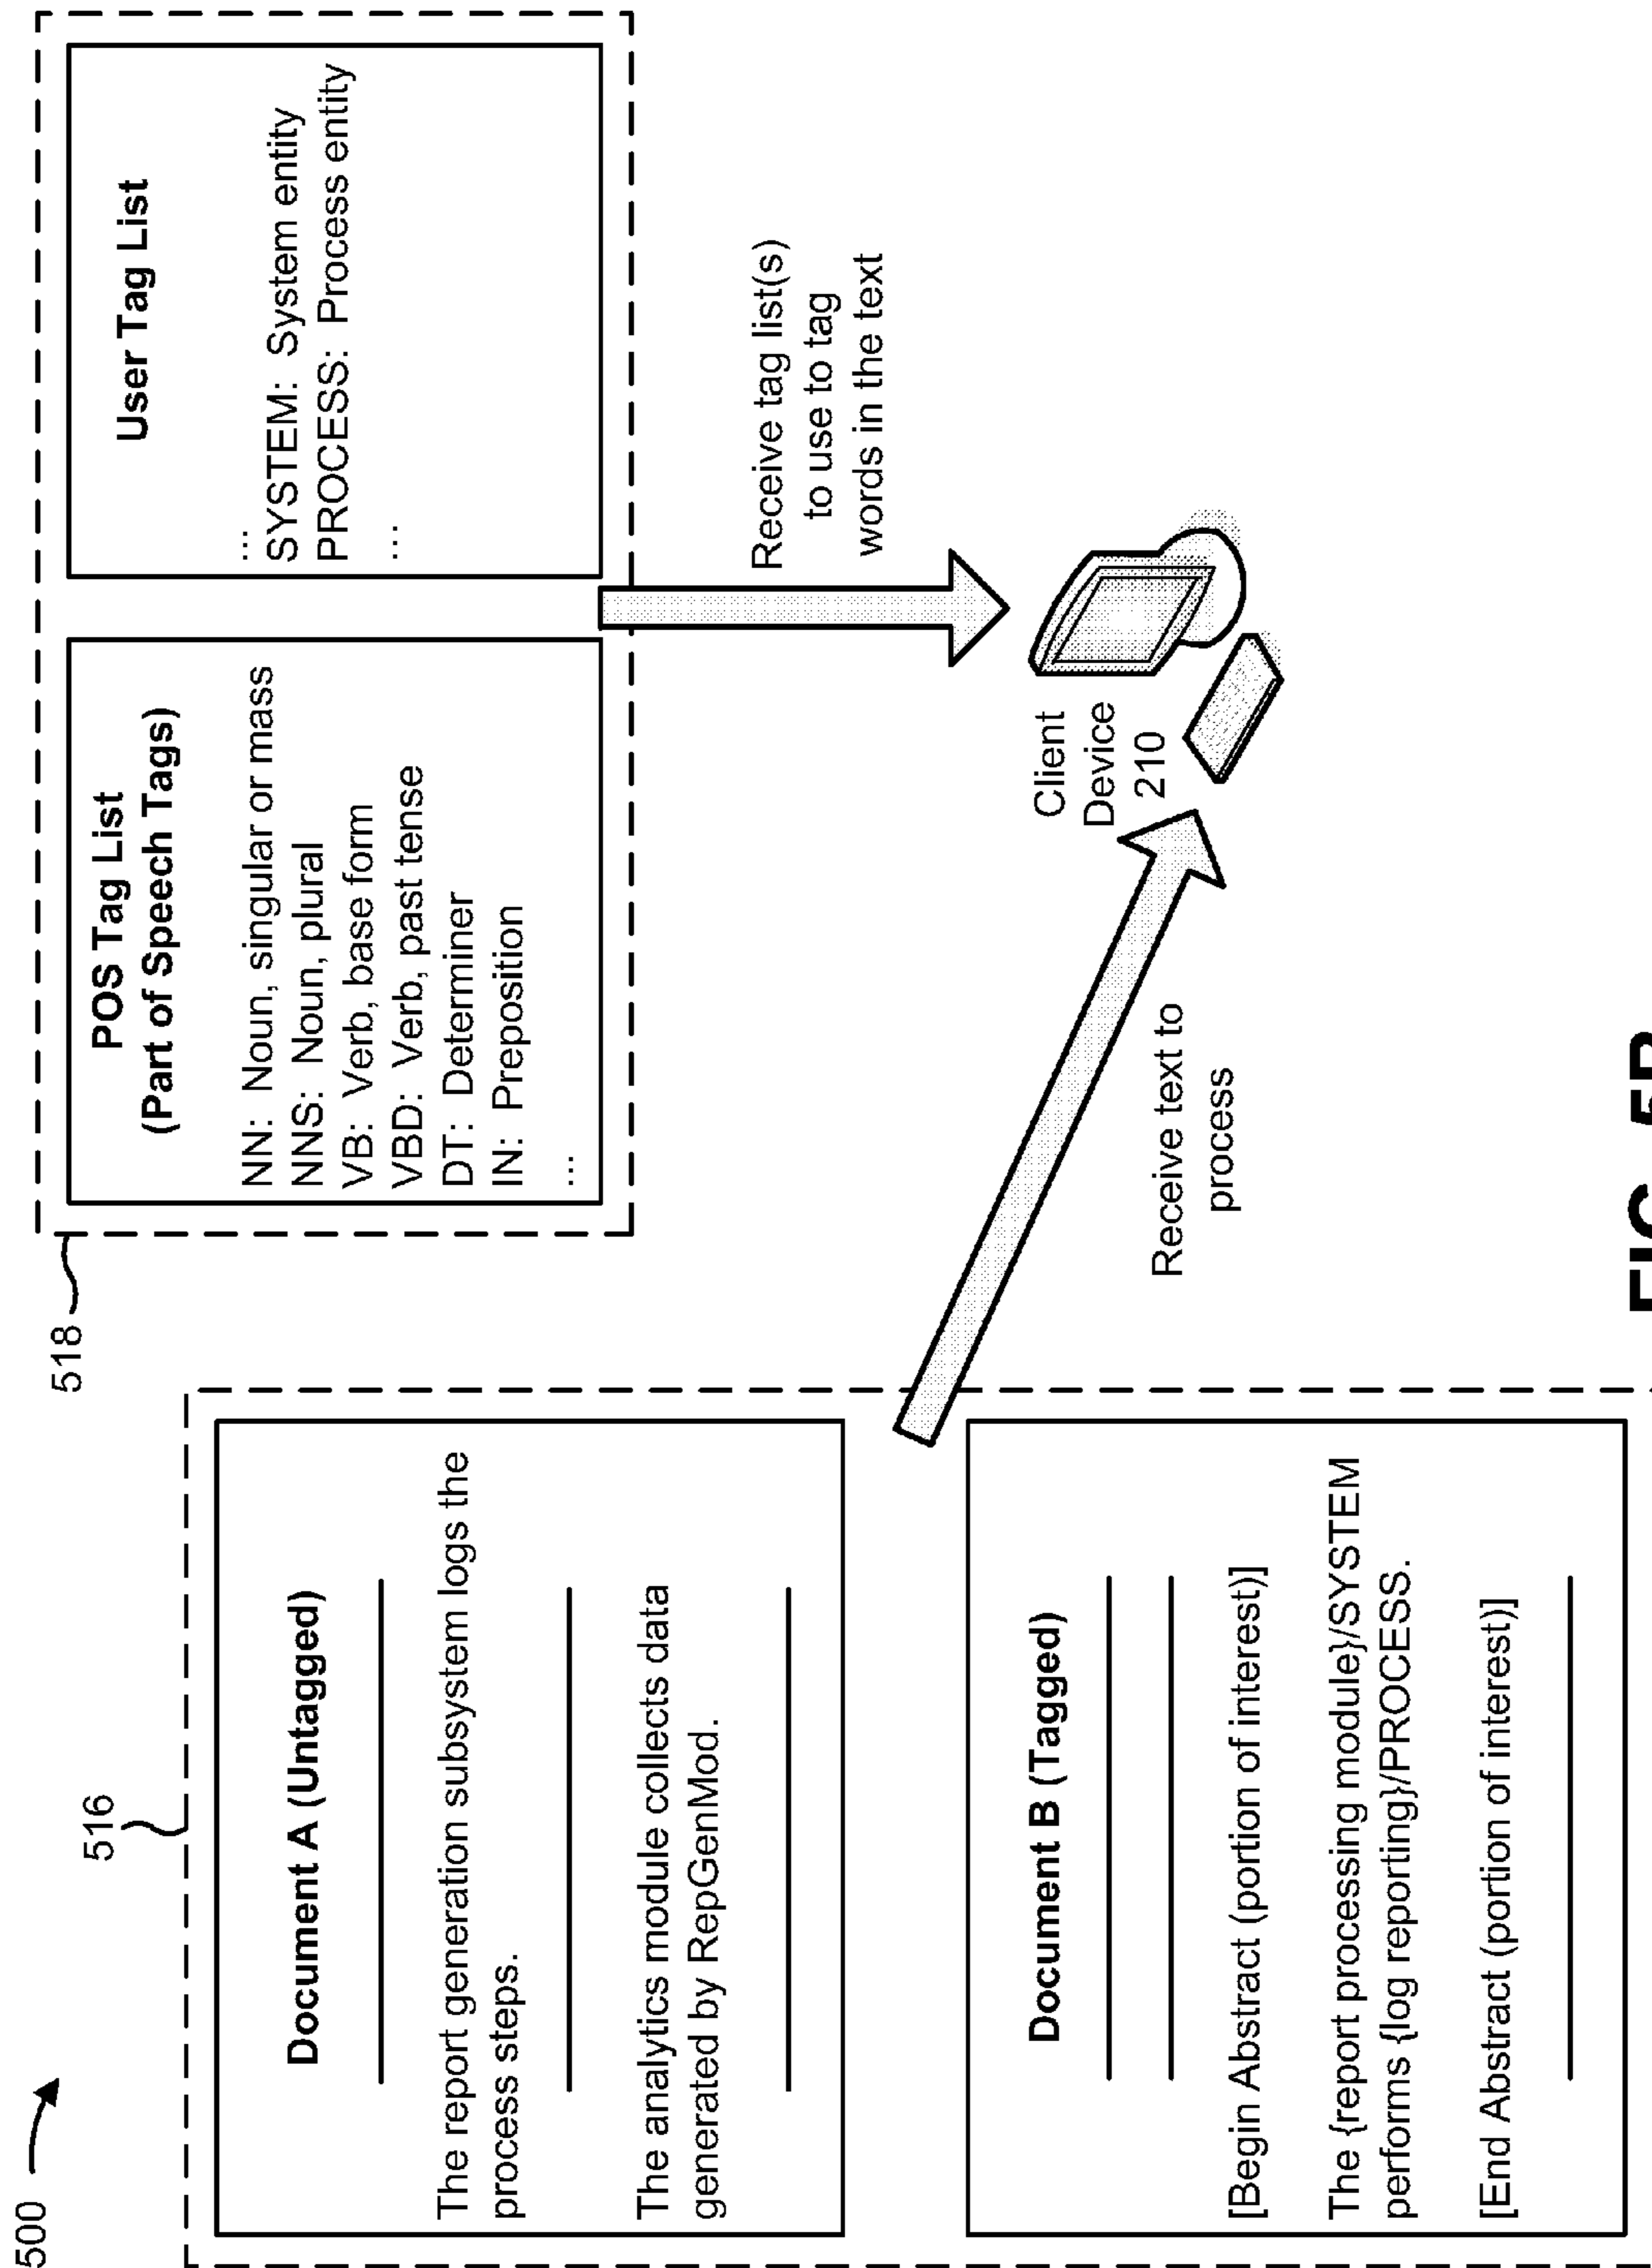 500
516
Document A (Untagged)
The report generation subsystem logs the
process steps.
The analytics module collects data
generated by RepGenMod.
Document B (Tagged)
[Begin Abstract (portion of interest)]
The {report processing module}/SYSTEM
performs {log reporting}/PROCESS.
[End Abstract (portion of interest)]
518
POS Tag List
(Part of Speech Tags)
NN: Noun, singular or mass
NNS: Noun, plural
VB: Verb, base form
VBD: Verb, past tense
DT: Determiner
IN: Preposition
...
User Tag List
...
SYSTEM: System entity
PROCESS: Process entity
...
Receive tag list(s)
to use to tag
words in the text
Client
Device
210
Receive text to
process
FIG